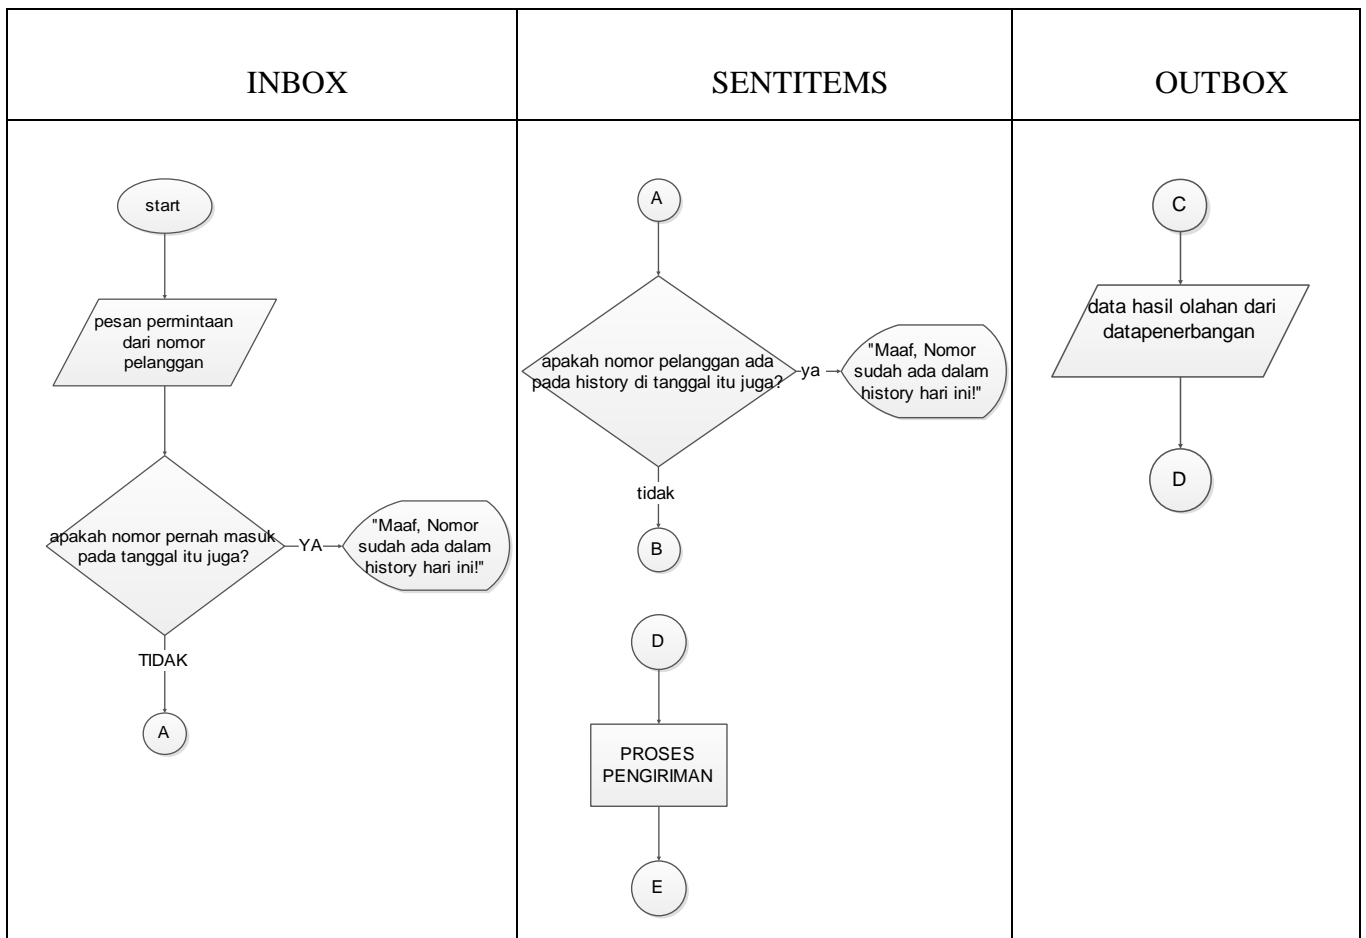 INBOX
SENTITEMS
OUTBOX
start
pesan permintaan
dari nomor
pelanggan
apakah nomor pernah masuk
pada tanggal itu juga?
YA
"Maaf, Nomor
sudah ada dalam
history hari ini!"
TIDAK
A
A
apakah nomor pelanggan ada
pada history di tanggal itu juga?
ya
"Maaf, Nomor
sudah ada dalam
history hari ini!"
tidak
B
D
PROSES
PENGIRIMAN
E
C
data hasil olahan dari
datapenerbangan
D